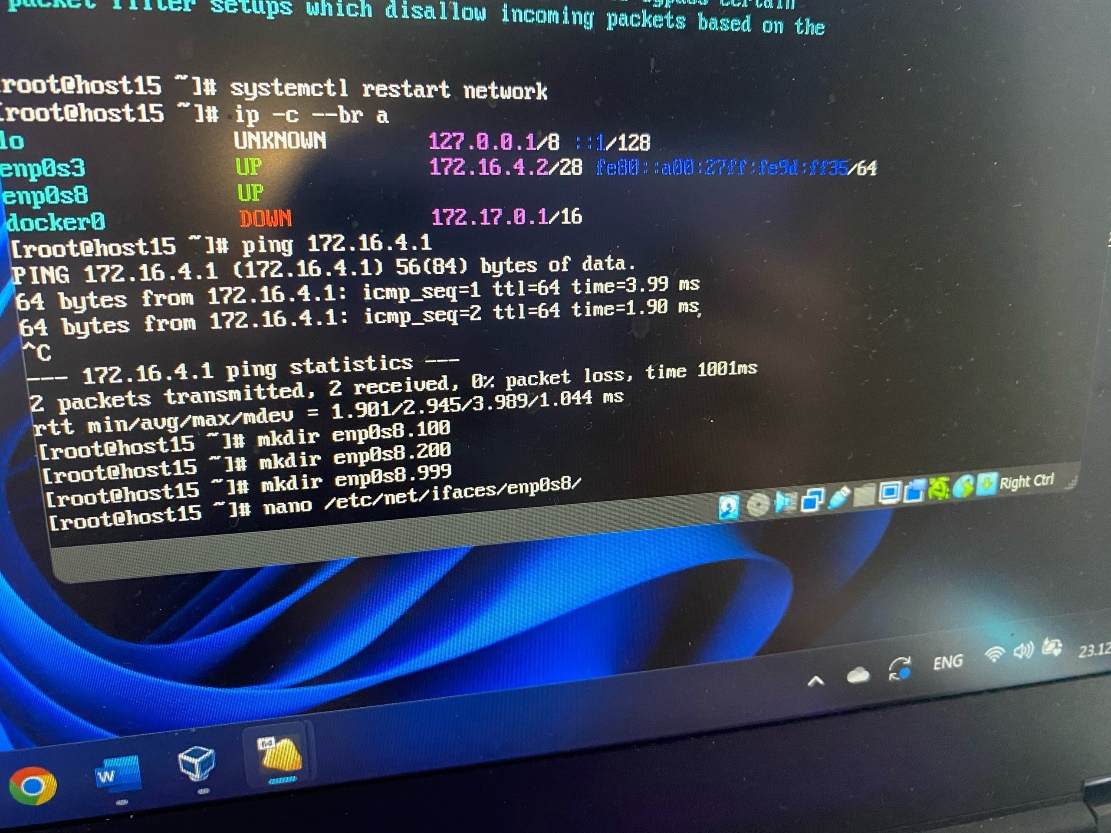 packet filter setups which disallow incoming packets based on the
[root@host15 ~]# systemctl restart network
[root@host15 ~]# ip -c --br a
lo UNKNOWN 127.0.0.1/8 ::1/128
enp0s3 UP 172.16.4.2/28 fe80::a00:27ff:fe9d:ff35/64
enp0s8 UP
docker0 DOWN 172.17.0.1/16
[root@host15 ~]# ping 172.16.4.1
PING 172.16.4.1 (172.16.4.1) 56(84) bytes of data.
64 bytes from 172.16.4.1: icmp_seq=1 ttl=64 time=3.99 ms
64 bytes from 172.16.4.1: icmp_seq=2 ttl=64 time=1.90 ms
^C
--- 172.16.4.1 ping statistics ---
2 packets transmitted, 2 received, 0% packet loss, time 1001ms
rtt min/avg/max/mdev = 1.901/2.945/3.989/1.044 ms
[root@host15 ~]# mkdir enp0s8.100
[root@host15 ~]# mkdir enp0s8.200
[root@host15 ~]# mkdir enp0s8.999
[root@host15 ~]# nano /etc/net/ifaces/enp0s8/
Right Ctrl
ENG
23.12
W
64